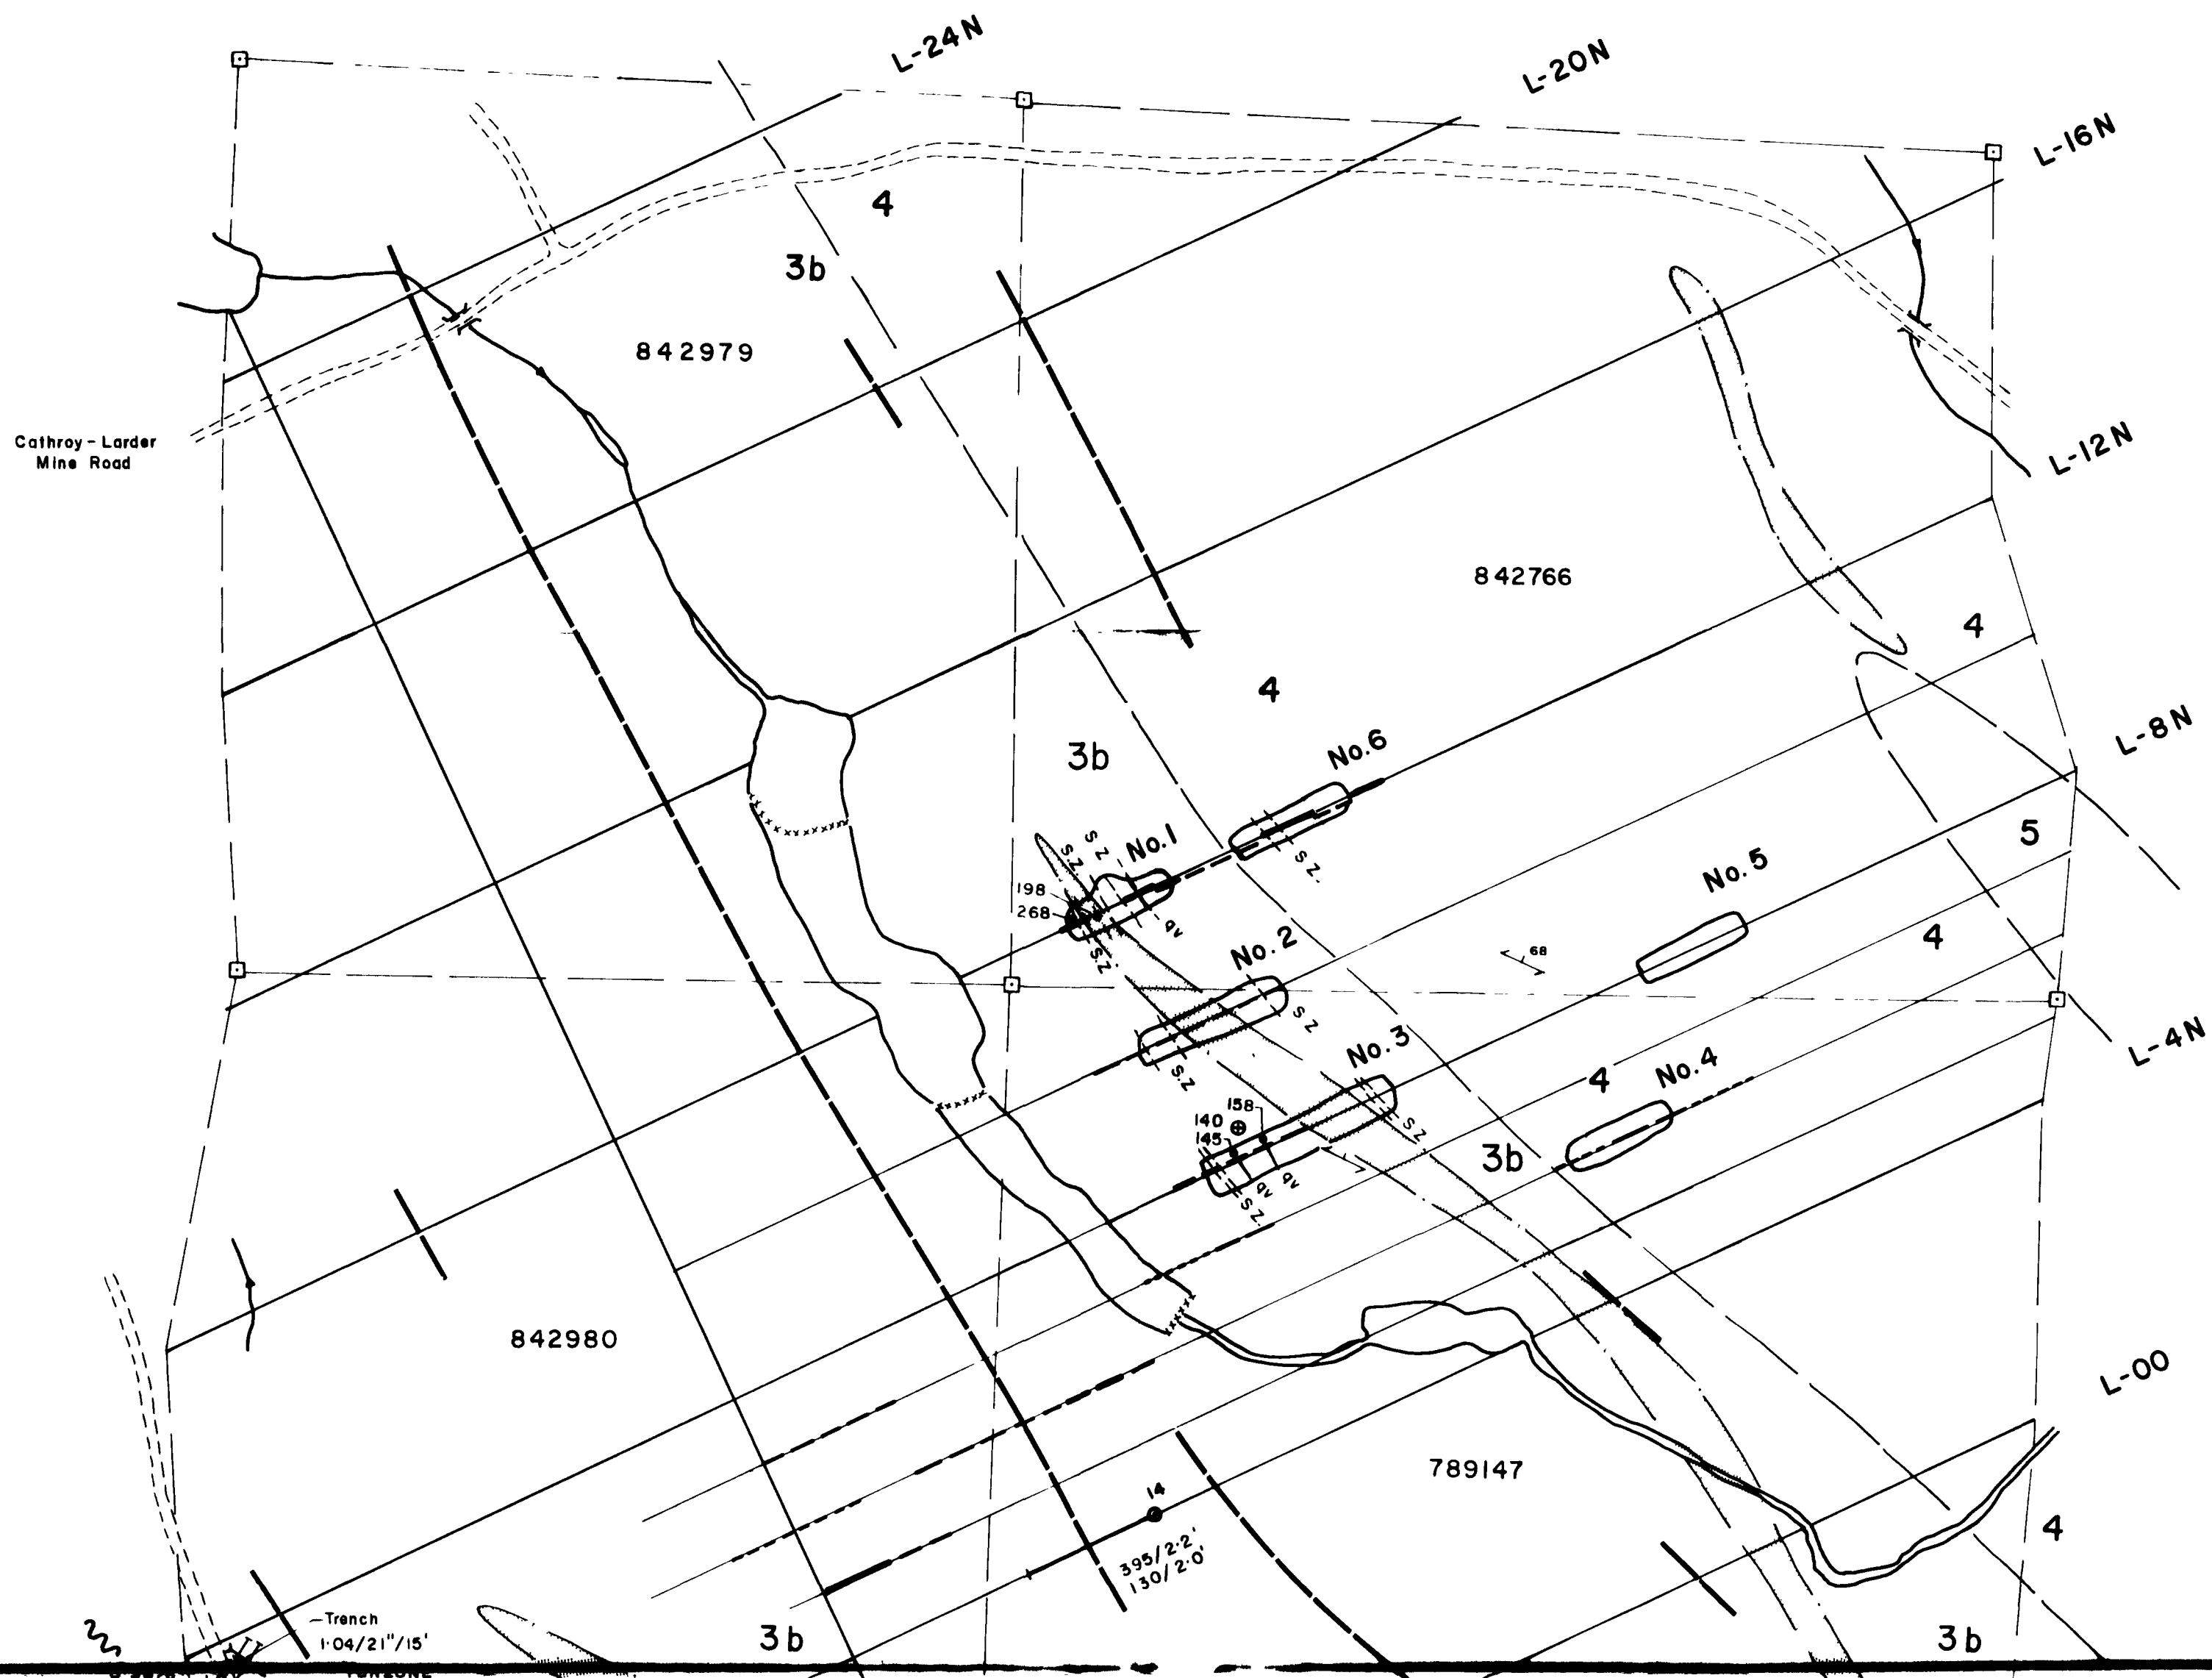 L-24N
L-20N
L-16N
4
3b
842979
Cathroy-Larder
Mine Road
L-12N
842766
4
4
L-8N
3b
No.6
S.Z.
S Z
No.1
S.Z.
5
198
268
qv
No.5
S.Z.
No.2
4
68
S Z
No.3
L-4N
S.Z
4
No.4
158
140
145
S Z
3b
qv
qv
S Z.
842980
L-00
789147
14
395/2·2'
130/2·0'
4
Trench
1·04/21"/15'
3b
3b